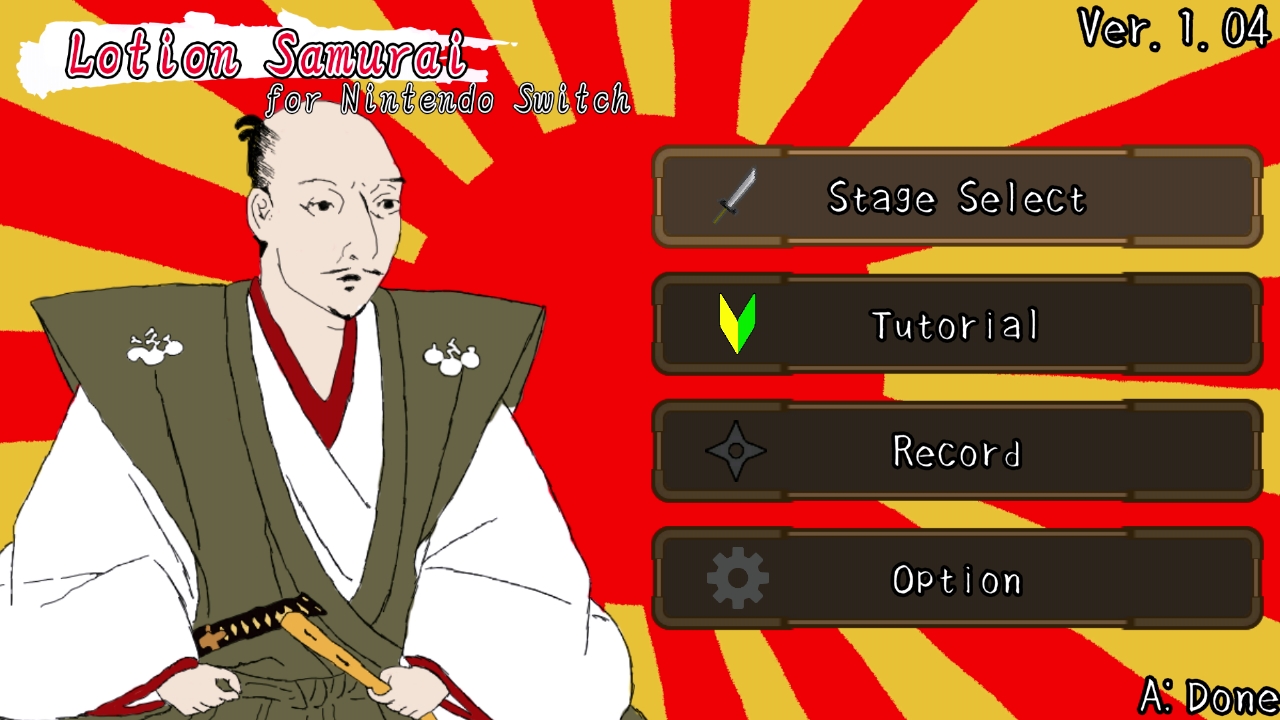 Lotion Samurai
for Nintendo Switch
Ver. 1. 04
Stage Select
Tutorial
Record
Option
A: Done